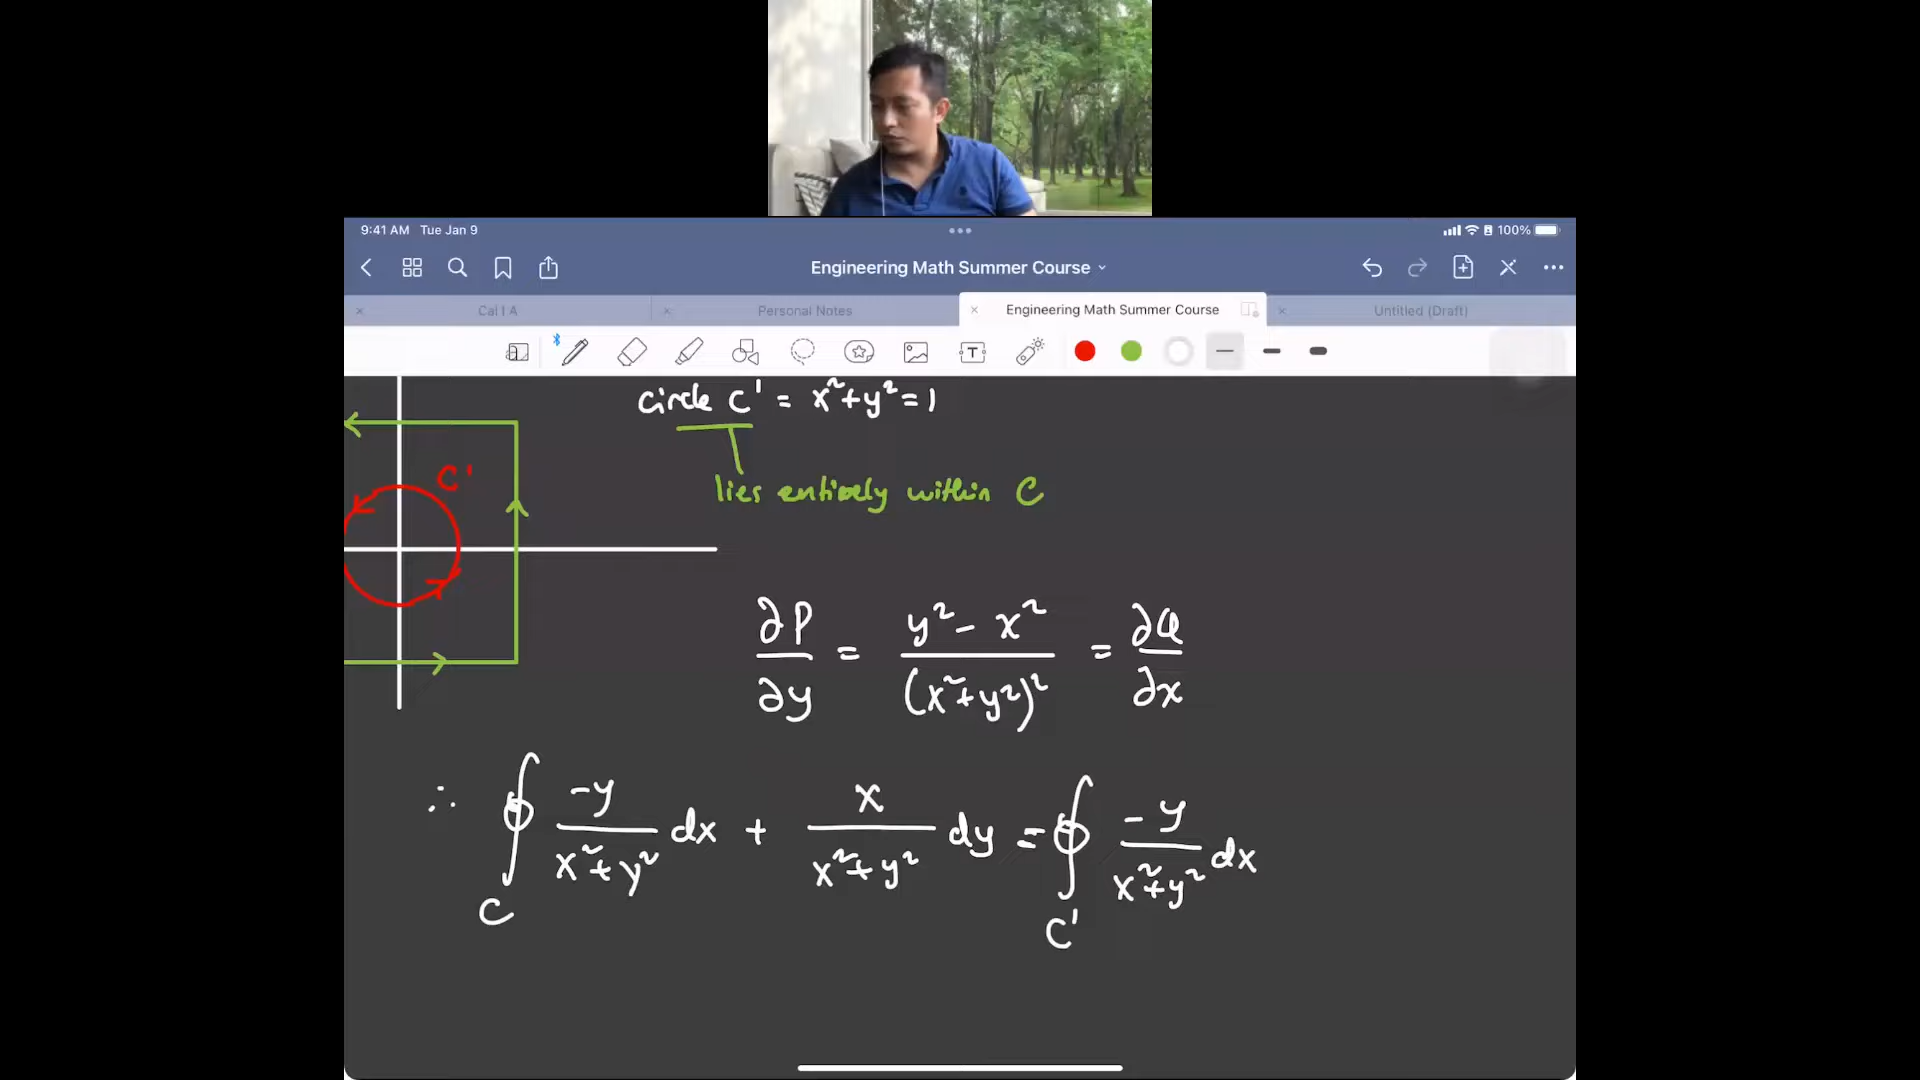 9:41 AM Tue Jan 9
100%
Engineering Math Summer Course
Cal I A
Personal Notes
Engineering Math Summer Course
Untitled (Draft)
T
circle C' = x²+y²=1
C'
lies entirely within C
∂P/∂y = (y² - x²)/(x²+y²)² = ∂Q/∂x
∴ ∮_C -y/(x²+y²) dx + x/(x²+y²) dy = ∮_C' -y/(x²+y²) dx